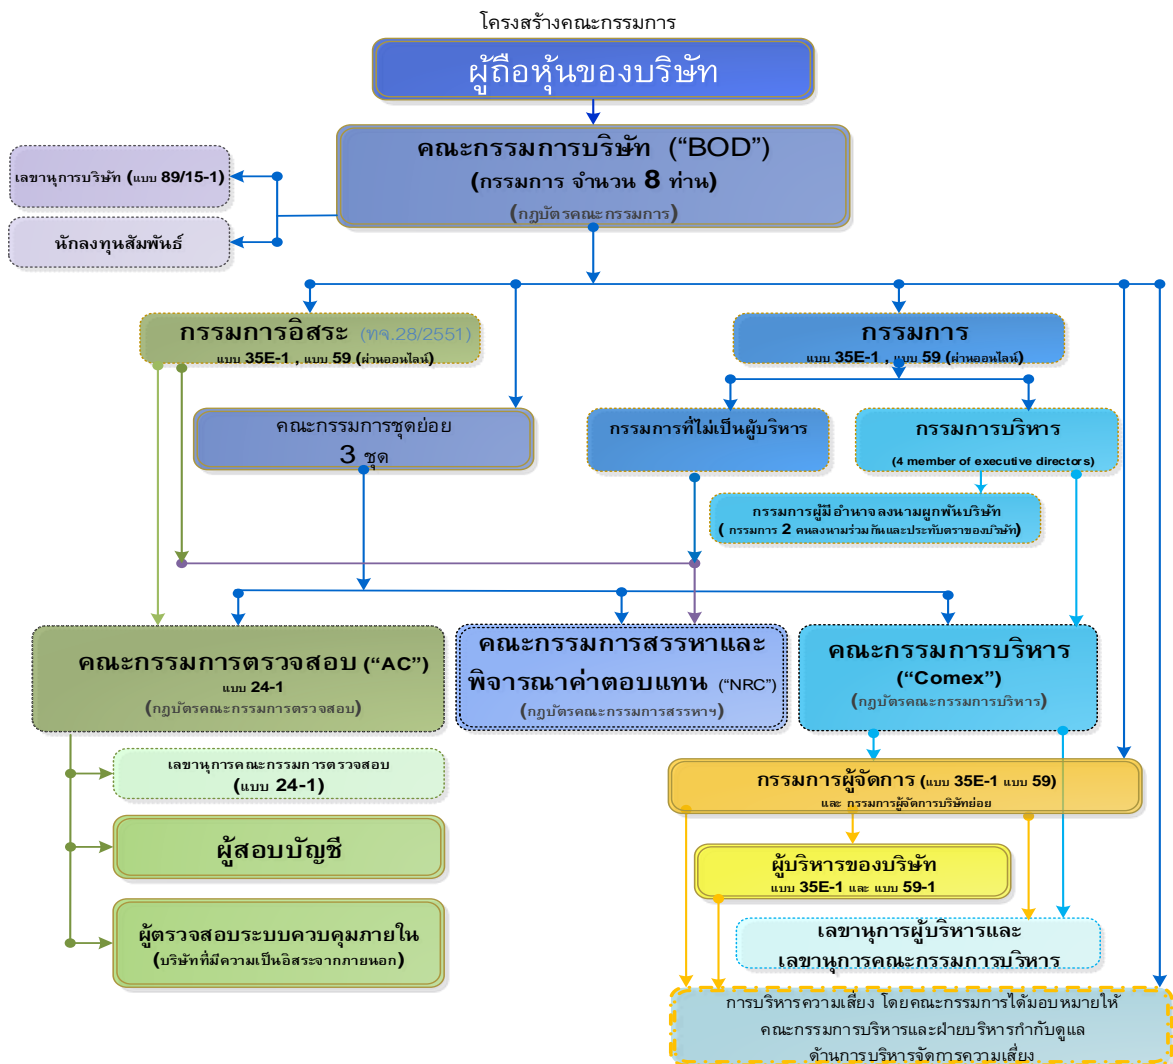 โครงสร้างคณะกรรมการ
ผู้ถือหุ้นของบริษัท
คณะกรรมการบริษัท (“BOD”)
(กรรมการ จำนวน 8 ท่าน)
(กฎบัตรคณะกรรมการ)
เลขานุการบริษัท (แบบ 89/15-1)
นักลงทุนสัมพันธ์
กรรมการอิสระ (ทจ.28/2551)
แบบ 35E-1 , แบบ 59 (ผ่านออนไลน์)
กรรมการ
แบบ 35E-1 , แบบ 59 (ผ่านออนไลน์)
คณะกรรมการชุดย่อย
3 ชุด
กรรมการที่ไม่เป็นผู้บริหาร
กรรมการบริหาร
(4 member of executive directors)
กรรมการผู้มีอำนาจลงนามผูกพันบริษัท
( กรรมการ 2 คนลงนามร่วมกันและประทับตราของบริษัท)
คณะกรรมการตรวจสอบ (“AC”)
แบบ 24-1
(กฎบัตรคณะกรรมการตรวจสอบ)
คณะกรรมการสรรหาและ
พิจารณาค่าตอบแทน (“NRC”)
(กฎบัตรคณะกรรมการสรรหาฯ)
คณะกรรมการบริหาร
(“Comex”)
(กฎบัตรคณะกรรมการบริหาร)
เลขานุการคณะกรรมการตรวจสอบ
(แบบ 24-1)
ผู้สอบบัญชี
ผู้ตรวจสอบระบบควบคุมภายใน
(บริษัทที่มีความเป็นอิสระจากภายนอก)
กรรมการผู้จัดการ (แบบ 35E-1 แบบ 59)
และ กรรมการผู้จัดการบริษัทย่อย
ผู้บริหารของบริษัท
แบบ 35E-1 และ แบบ 59-1
เลขานุการผู้บริหารและ
เลขานุการคณะกรรมการบริหาร
การบริหารความเสี่ยง โดยคณะกรรมการได้มอบหมายให้
คณะกรรมการบริหารและฝ่ายบริหารกำกับดูแล
ด้านการบริหารจัดการความเสี่ยง